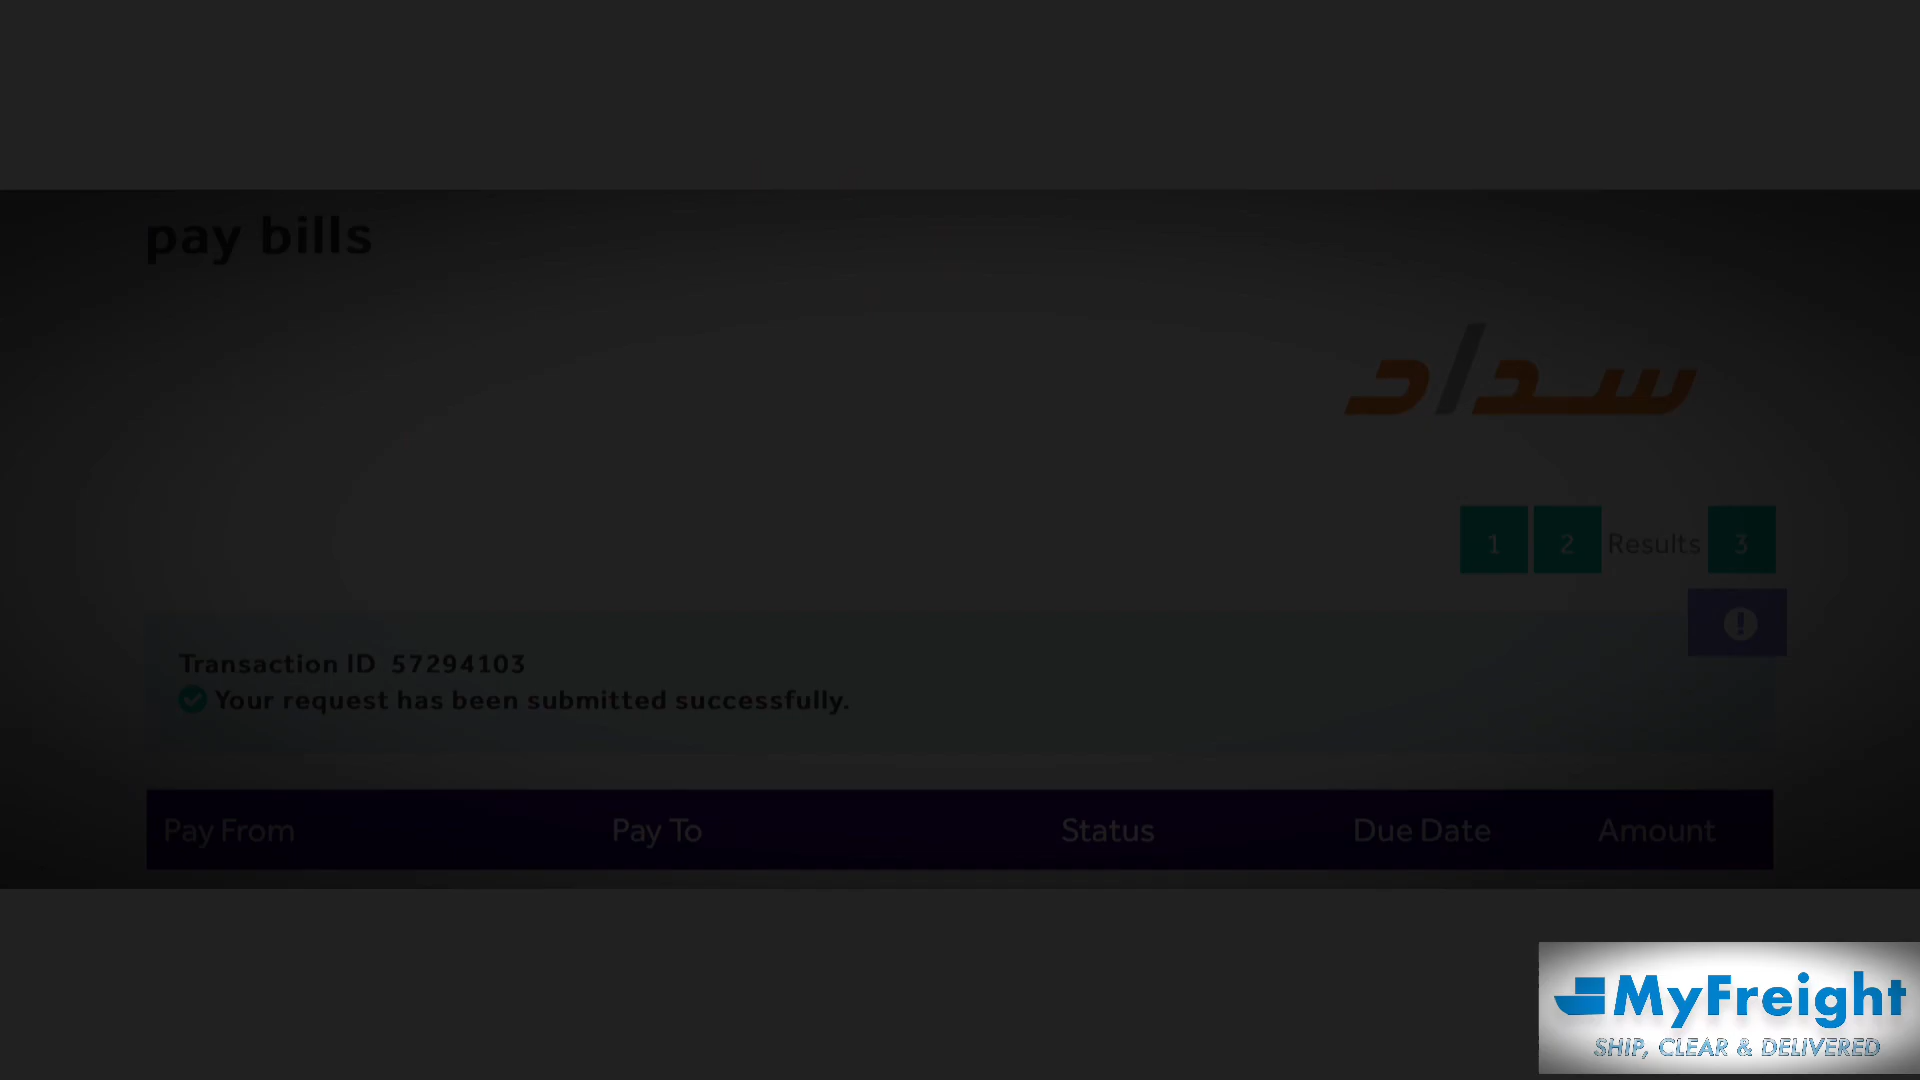 pay bills
سداد
1 2 Results 3
Transaction ID 57294103
Your request has been submitted successfully.
Pay From Pay To Status Due Date Amount
MyFreight
SHIP, CLEAR & DELIVERED